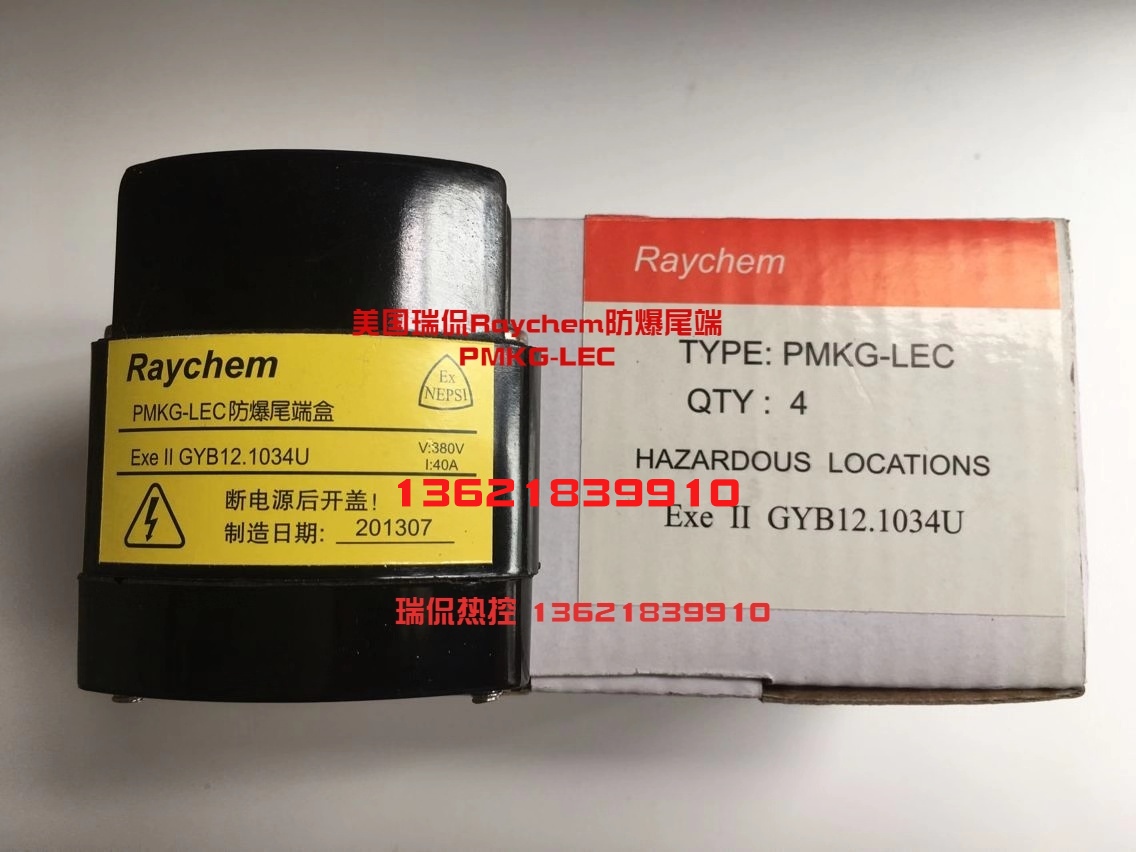 Raychem
PMKG-LEC防爆尾端盒
Ex
NEPSI
Exe II GYB12.1034U
V:380V
I:40A
断电源后开盖!
制造日期: 201307
Raychem
TYPE: PMKG-LEC
QTY : 4
HAZARDOUS LOCATIONS
Exe II GYB12.1034U
美国瑞侃Raychem防爆尾端
PMKG-LEC
13621839910
瑞侃热控 13621839910